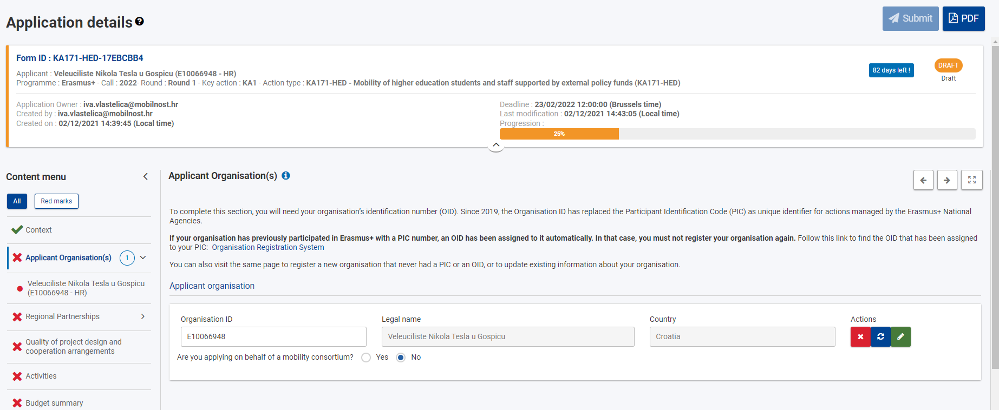 Application details
Submit
PDF
Form ID : KA171-HED-17EBCBB4
Applicant : Veleuciliste Nikola Tesla u Gospicu (E10066948 - HR)
Programme : Erasmus+ - Call : 2022- Round : Round 1 - Key action : KA1 - Action type : KA171-HED - Mobility of higher education students and staff supported by external policy funds (KA171-HED)
82 days left !
DRAFT
Draft
Application Owner : iva.vlastelica@mobilnost.hr
Created by : iva.vlastelica@mobilnost.hr
Created on : 02/12/2021 14:39:45 (Local time)
Deadline : 23/02/2022 12:00:00 (Brussels time)
Last modification : 02/12/2021 14:43:05 (Local time)
Progression :
25%
Content menu
All
Red marks
Context
Applicant Organisation(s)
1
Veleuciliste Nikola Tesla u Gospicu
(E10066948 - HR)
Regional Partnerships
Quality of project design and
cooperation arrangements
Activities
Budget summary
Applicant Organisation(s)
To complete this section, you will need your organisation's identification number (OID). Since 2019, the Organisation ID has replaced the Participant Identification Code (PIC) as unique identifier for actions managed by the Erasmus+ National
Agencies.
If your organisation has previously participated in Erasmus+ with a PIC number, an OID has been assigned to it automatically. In that case, you must not register your organisation again. Follow this link to find the OID that has been assigned
to your PIC: Organisation Registration System
You can also visit the same page to register a new organisation that never had a PIC or an OID, or to update existing information about your organisation.
Applicant organisation
Organisation ID
Legal name
Country
Actions
E10066948
Veleuciliste Nikola Tesla u Gospicu
Croatia
Are you applying on behalf of a mobility consortium?
Yes
No